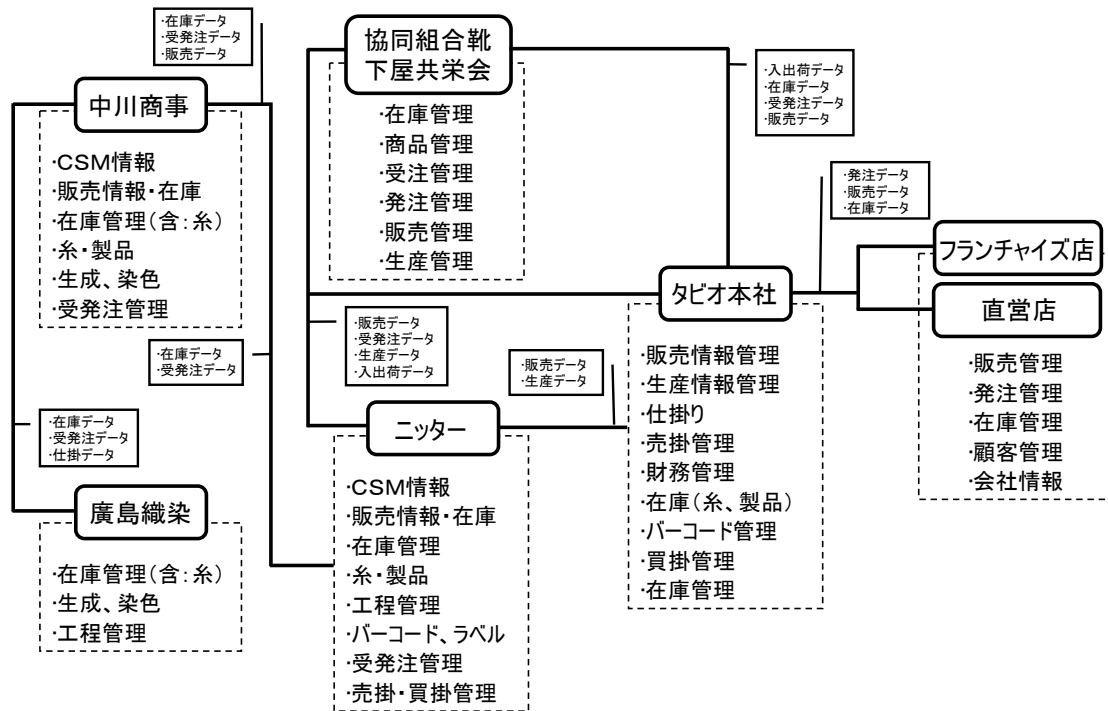 ·在庫データ
·受発注データ
·販売データ
中川商事
·CSM情報
·販売情報・在庫
·在庫管理(含:糸)
·糸・製品
·生成、染色
·受発注管理
·在庫データ
·受発注データ
·在庫データ
·受発注データ
·仕掛データ
廣島織染
·在庫管理(含:糸)
·生成、染色
·工程管理
協同組合靴
下屋共栄会
·在庫管理
·商品管理
·受注管理
·発注管理
·販売管理
·生産管理
·販売データ
·受発注データ
·生産データ
·入出荷データ
ニッター
·CSM情報
·販売情報・在庫
·在庫管理
·糸・製品
·工程管理
·バーコード、ラベル
·受発注管理
·売掛・買掛管理
·販売データ
·生産データ
·入出荷データ
·在庫データ
·受発注データ
·販売データ
タビオ本社
·販売情報管理
·生産情報管理
·仕掛り
·売掛管理
·財務管理
·在庫(糸、製品)
·バーコード管理
·買掛管理
·在庫管理
·発注データ
·販売データ
·在庫データ
フランチャイズ店
直営店
·販売管理
·発注管理
·在庫管理
·顧客管理
·会社情報